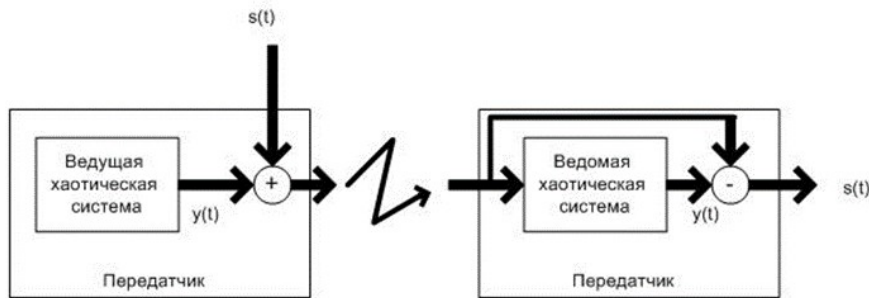 s(t)
Ведущая
хаотическая
система
y(t)
+
Передатчик
Ведомая
хаотическая
система
y(t)
-
s(t)
Передатчик